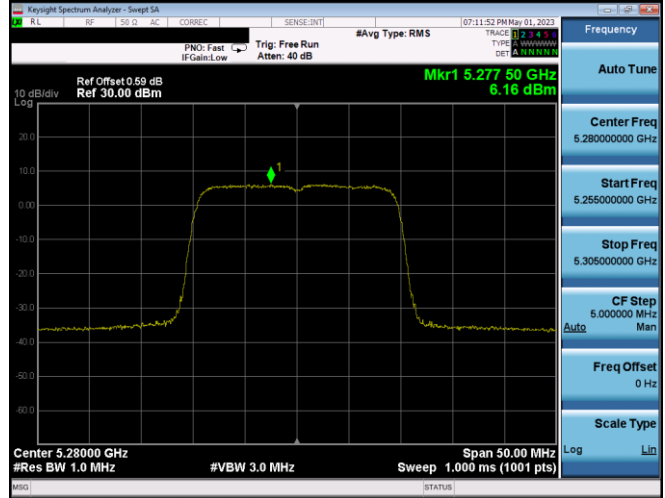 Keysight Spectrum Analyzer - Swept SA
RL RF 50 Ω AC CORREC SENSE:INT 07:11:52 PM May 01, 2023
#Avg Type: RMS
TRACE 1 2 3 4 5 6
PNO: Fast Trig: Free Run TYPE A WWWWW
IFGain:Low Atten: 40 dB DET A N N N N N
Mkr1 5.277 50 GHz
6.16 dBm
Ref Offset 0.59 dB
10 dB/div Ref 30.00 dBm
Log
20.0
10.0
1
0.00
-10.0
-20.0
-30.0
-40.0
-50.0
-60.0
Center 5.28000 GHz Span 50.00 MHz
#Res BW 1.0 MHz #VBW 3.0 MHz Sweep 1.000 ms (1001 pts)
MSG STATUS
Frequency
Auto Tune
Center Freq
5.280000000 GHz
Start Freq
5.255000000 GHz
Stop Freq
5.305000000 GHz
CF Step
5.000000 MHz
Auto Man
Freq Offset
0 Hz
Scale Type
Log Lin